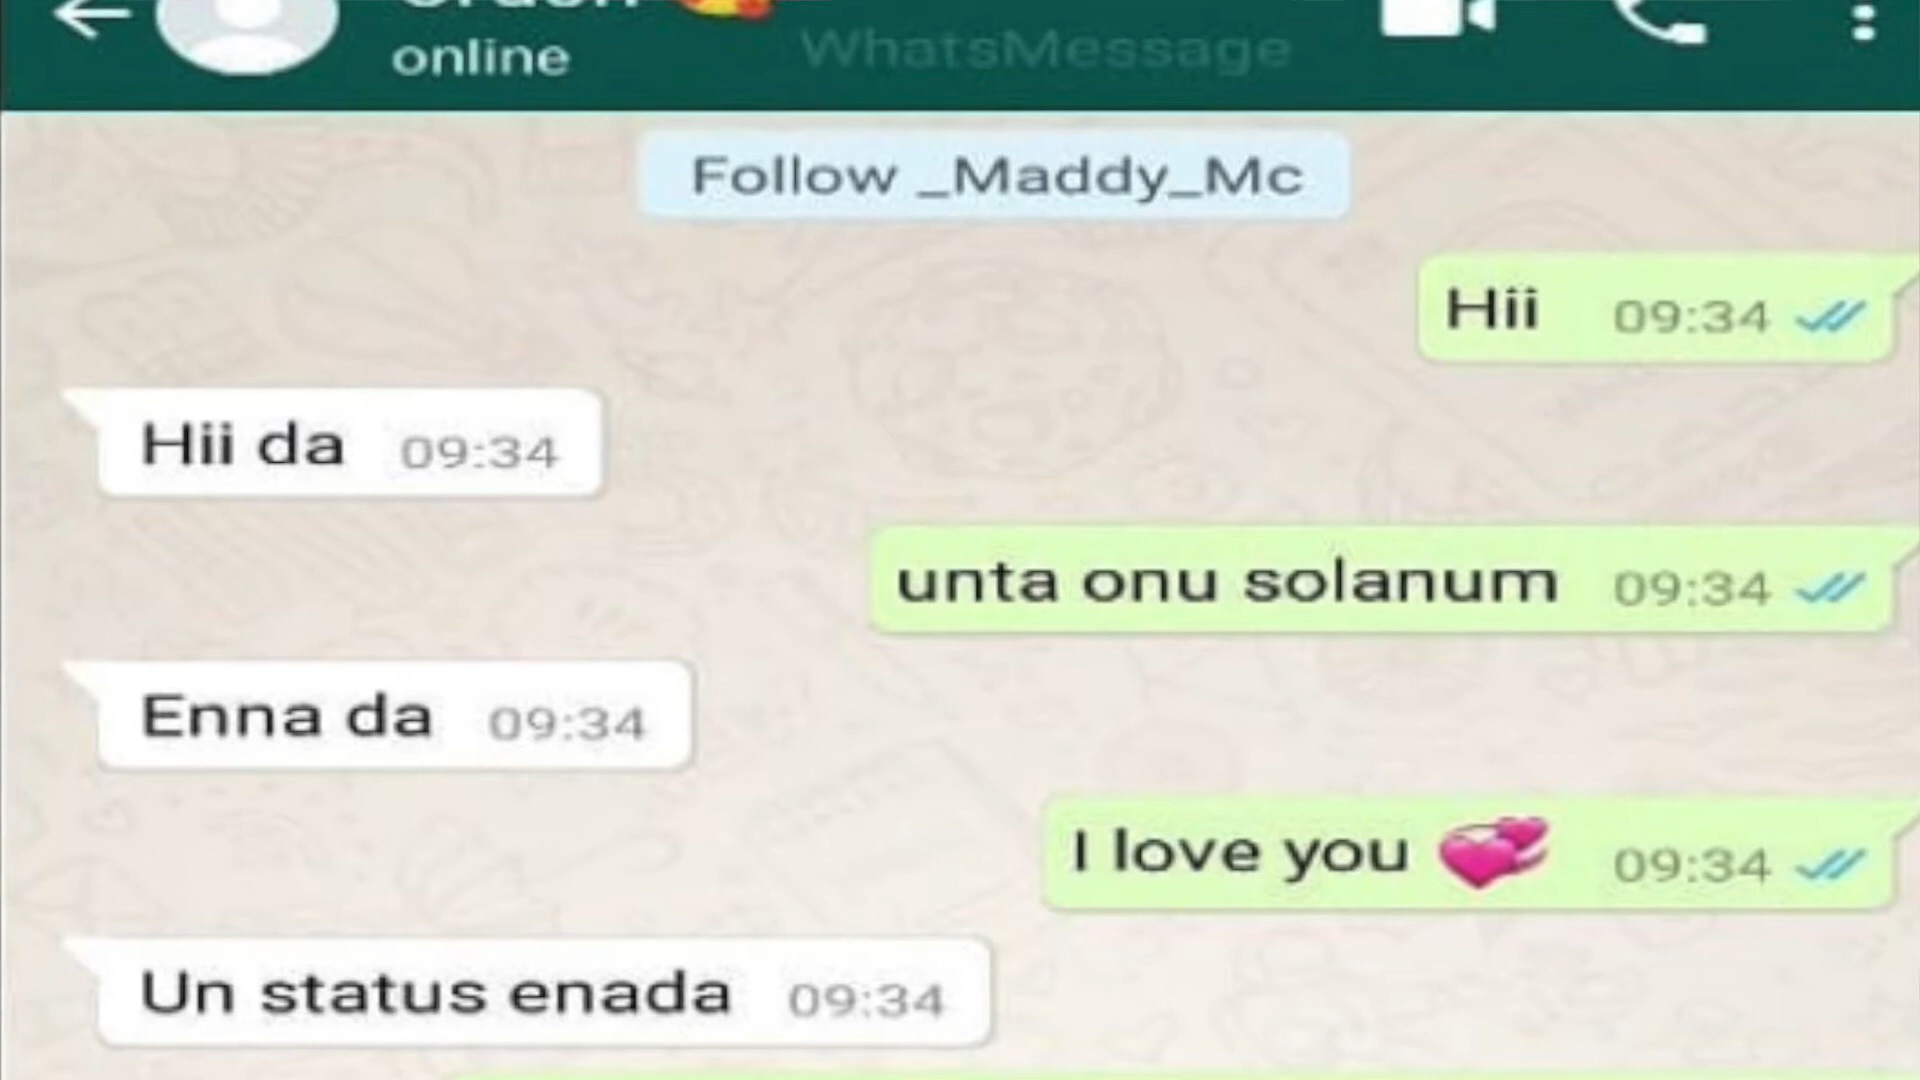 online
WhatsMessage
Follow _Maddy_Mc
Hii 09:34
Hii da 09:34
unta onu solanum 09:34
Enna da 09:34
I love you 💞 09:34
Un status enada 09:34